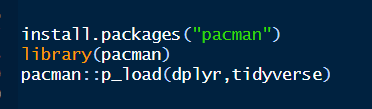 install.packages("pacman")
library(pacman)
pacman::p_load(dplyr,tidyverse)